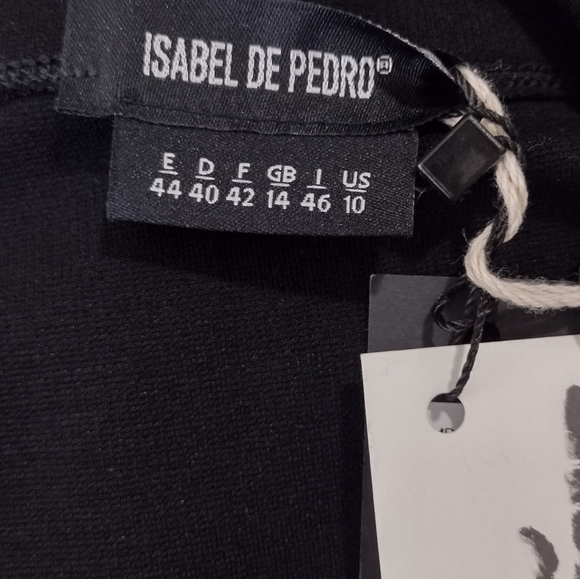 ISABEL DE PEDRO®
E D F GB I US
44 40 42 14 46 10